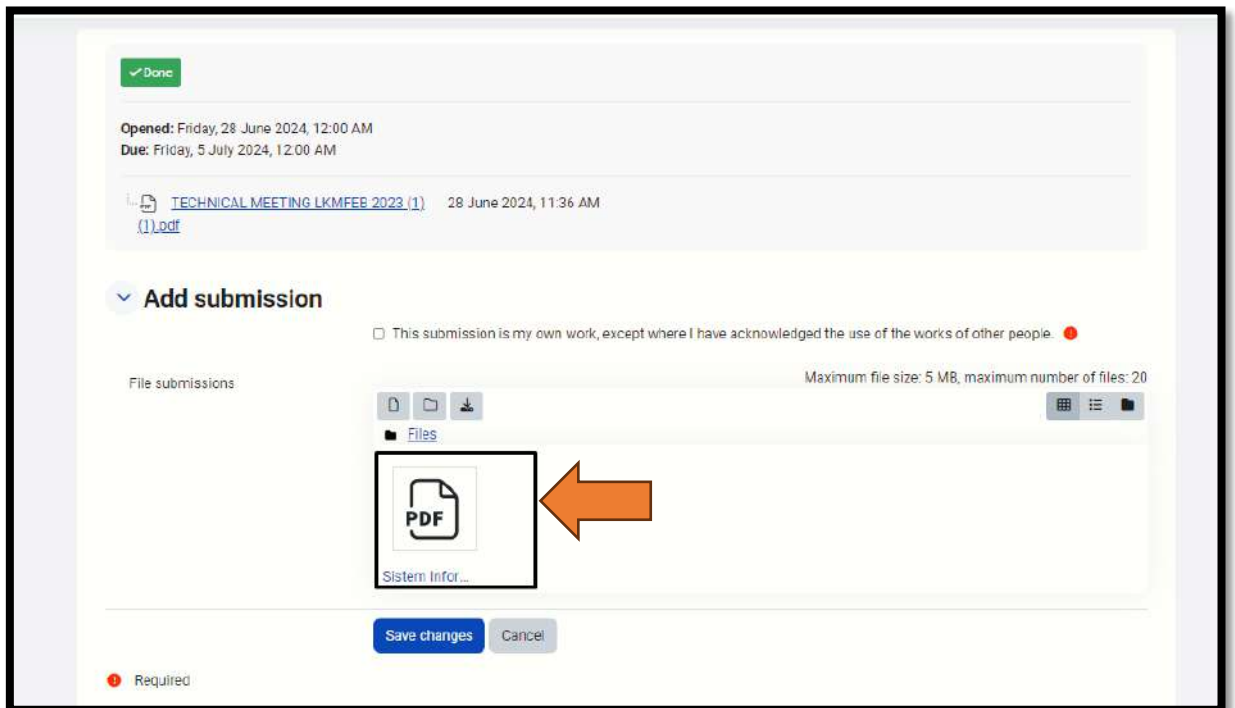 Done
Opened: Friday, 28 June 2024, 12:00 AM
Due: Friday, 5 July 2024, 12:00 AM
TECHNICAL MEETING LKMFEB 2023 (1) 28 June 2024, 11:36 AM
(1).pdf
Add submission
This submission is my own work, except where I have acknowledged the use of the works of other people.
File submissions
Maximum file size: 5 MB, maximum number of files: 20
Files
PDF
Sistem Infor...
Save changes Cancel
Required